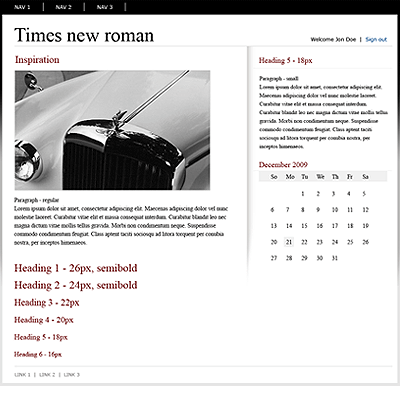 NAV 1 | NAV 2 | NAV 3 |
Times new roman
Welcome Jon Doe | Sign out
Inspiration
Paragraph - regular
Lorem ipsum dolor sit amet, consectetur adipiscing elit. Maecenas adipiscing dolor vel nunc
molestie laoreet. Curabitur vitae elit et massa consequat interdum. Curabitur blandit leo nec
magna dictum vitae mollis tellus gravida. Morbi non condimentum neque. Suspendisse
commodo condimentum feugiat. Class aptent taciti sociosqu ad litora torquent per conubia
nostra, per inceptos himenaeos.
Heading 1 - 26px, semibold
Heading 2 - 24px, semibold
Heading 3 - 22px
Heading 4 - 20px
Heading 5 - 18px
Heading 6 - 16px
Heading 5 - 18px
Paragraph - small
Lorem ipsum dolor sit amet, consectetur adipiscing elit.
Maecenas adipiscing dolor vel nunc molestie laoreet.
Curabitur vitae elit et massa consequat interdum.
Curabitur blandit leo nec magna dictum vitae mollis tellus
gravida. Morbi non condimentum neque. Suspendisse
commodo condimentum feugiat. Class aptent taciti
sociosqu ad litora torquent per conubia nostra, per
inceptos himenaeos.
December 2009
So Mo Tu We Th Fr Sa
1 2 3 4 5
6 7 8 9 10 11 12
13 14 15 16 17 18 19
20 21 22 23 24 25 26
27 28 29 30 31
LINK 1 | LINK 2 | LINK 3